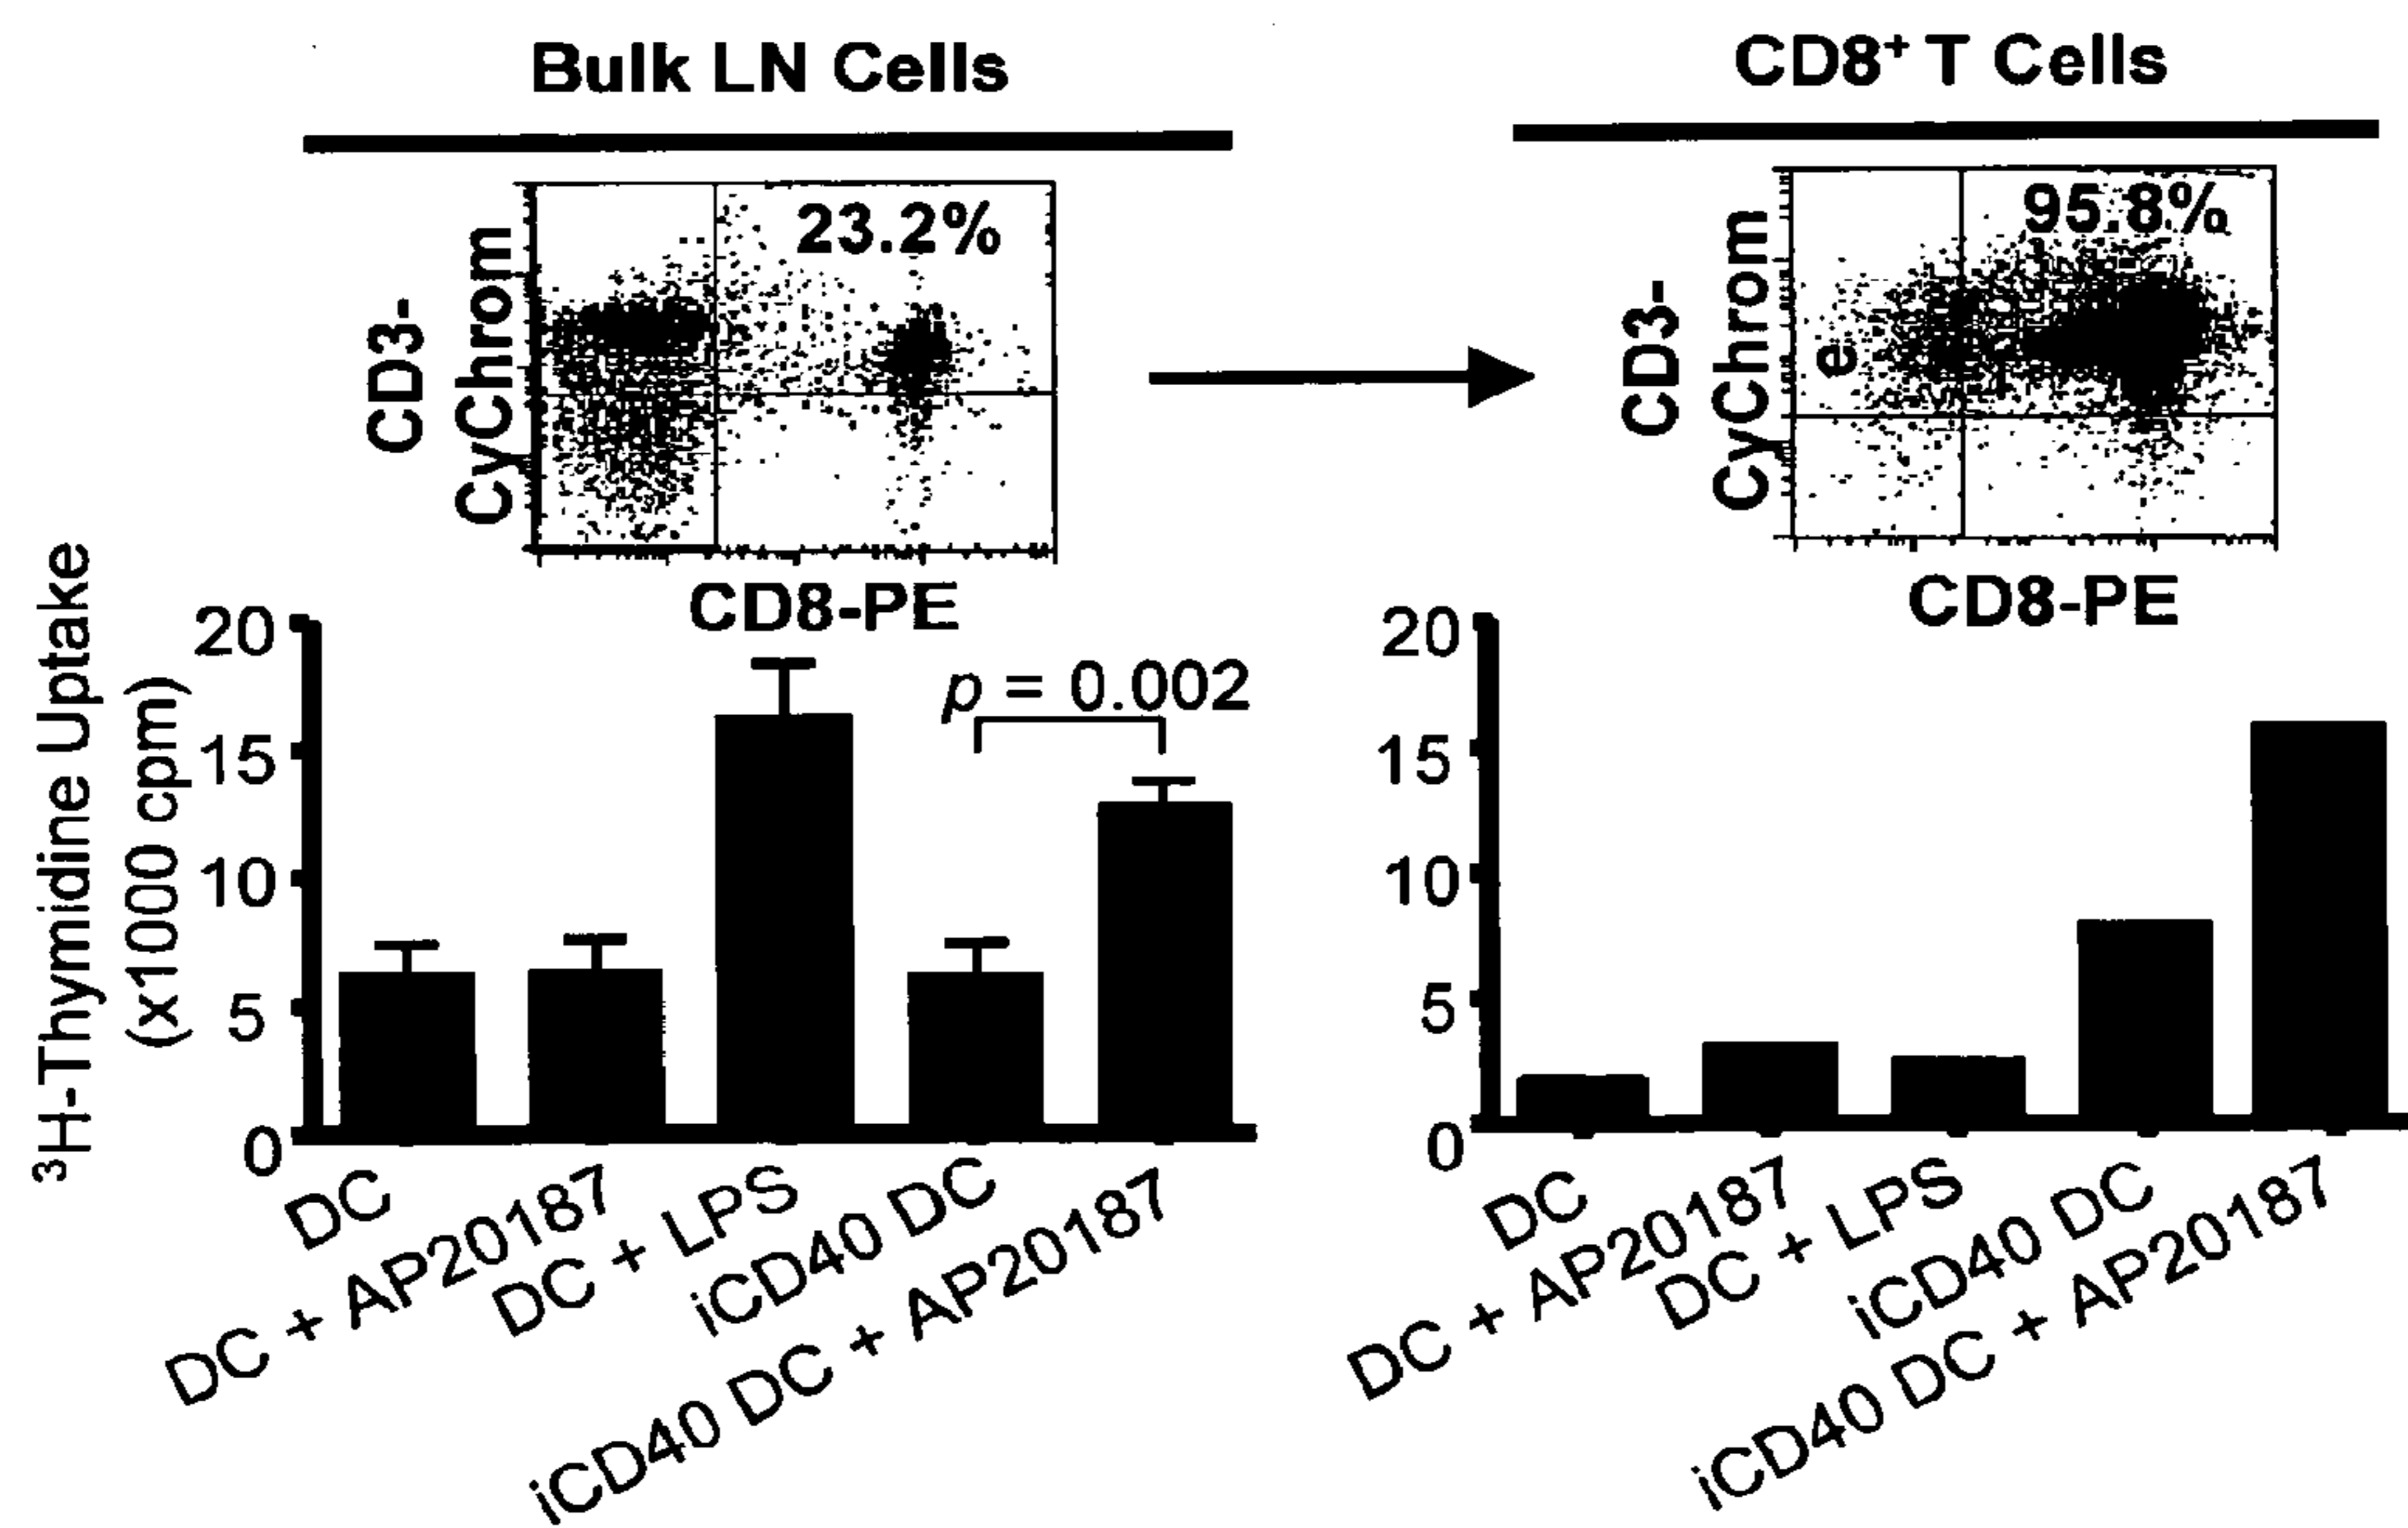 Bulk LN Cells
CD8⁺ T Cells
23.2%
CD3-
CyChrom
CD8-PE
95.8%
CD3-
CyChrom
e
CD8-PE
³H-Thymidine Uptake
(x1000 cpm)
20
15
10
5
0
p = 0.002
DC
DC + AP20187
DC + LPS
iCD40 DC
iCD40 DC + AP20187
20
15
10
5
0
DC
DC + AP20187
DC + LPS
iCD40 DC
iCD40 DC + AP20187